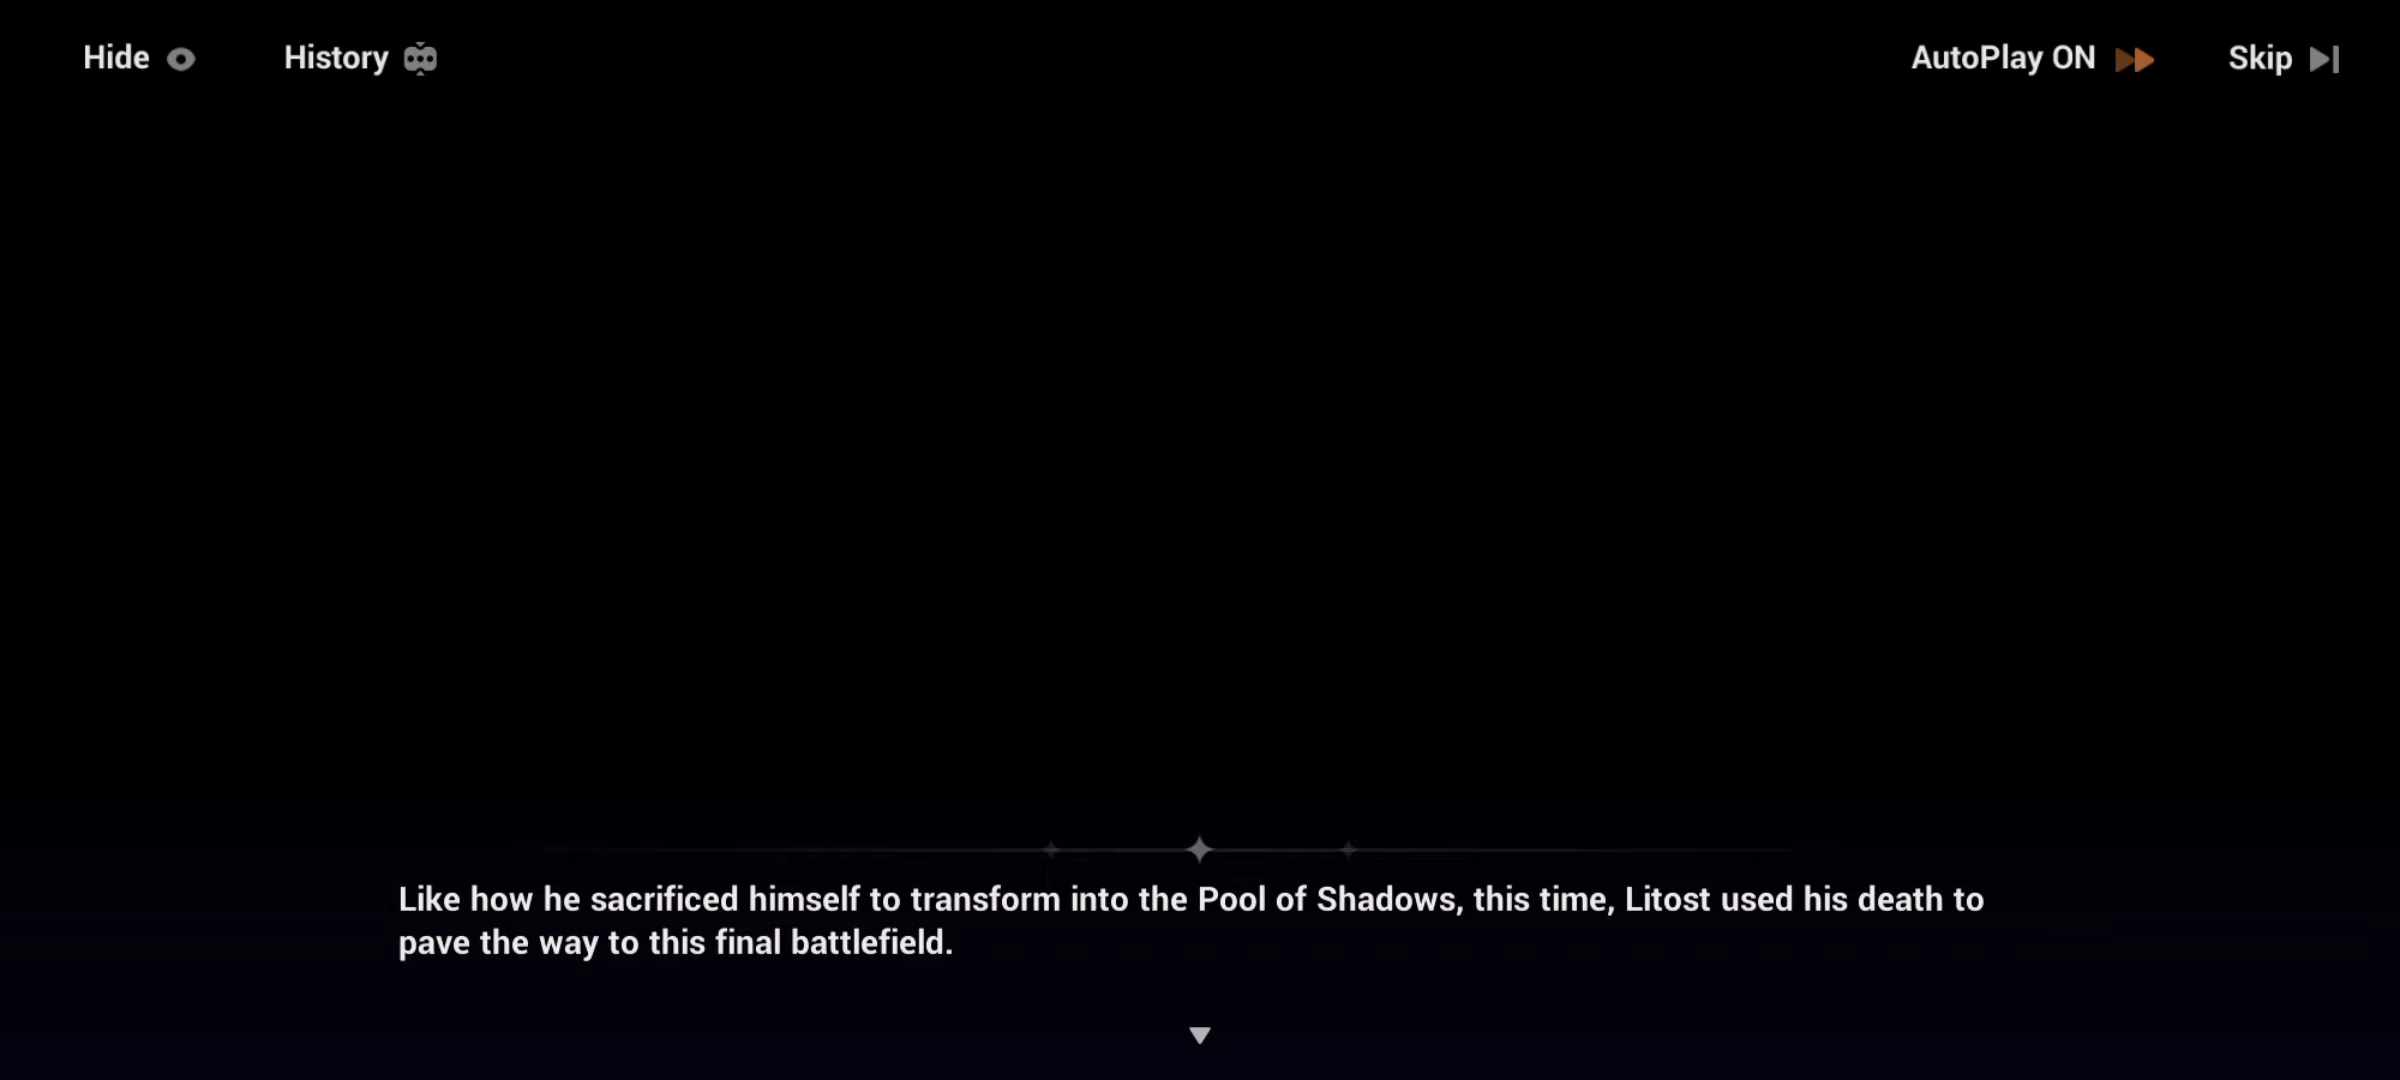 Hide
History
AutoPlay ON
Skip
Like how he sacrificed himself to transform into the Pool of Shadows, this time, Litost used his death to
pave the way to this final battlefield.